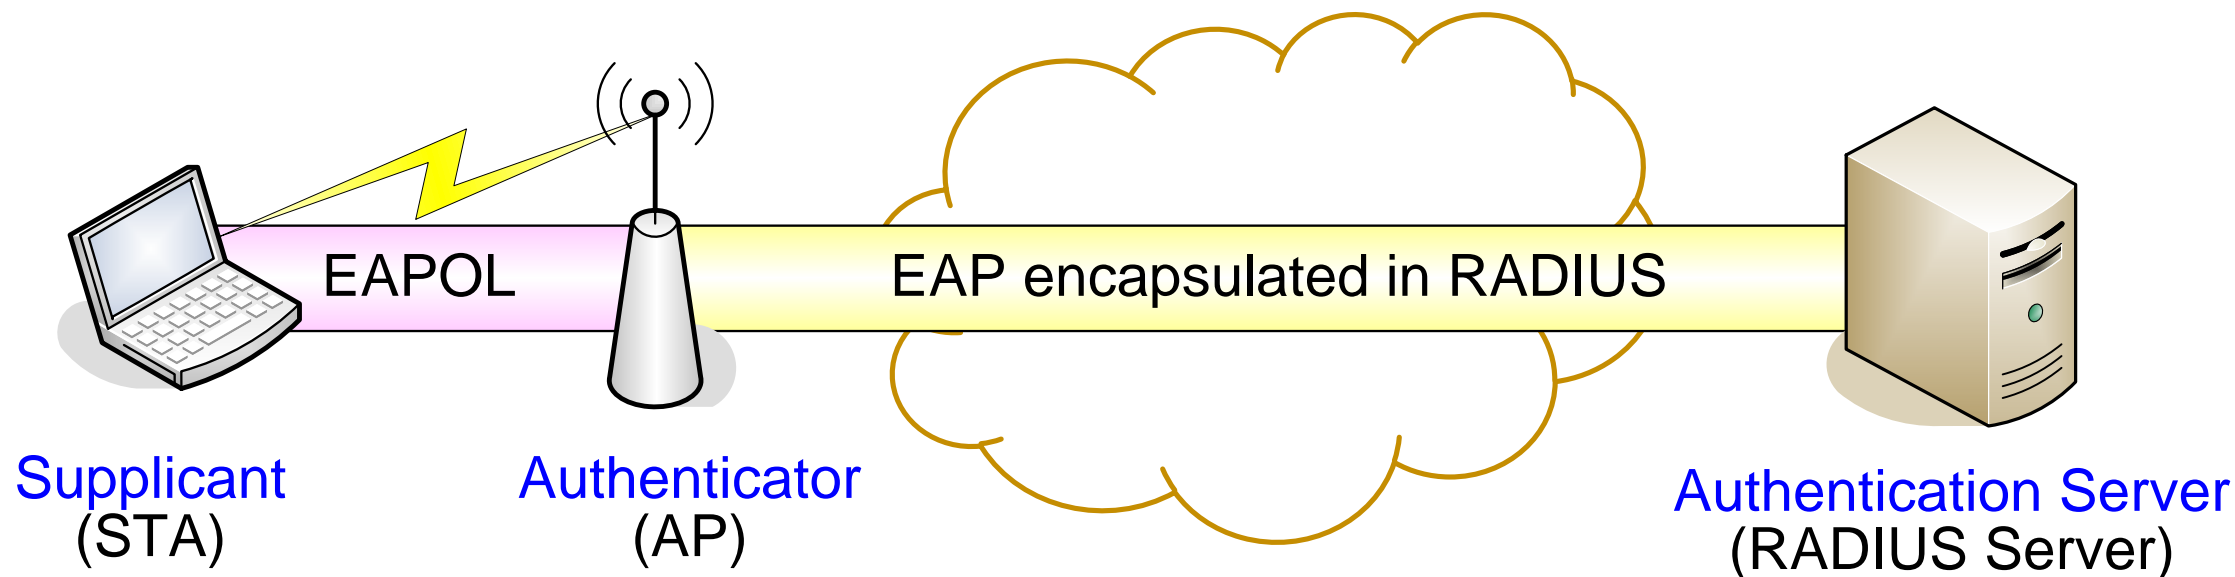 EAPOL
EAP encapsulated in RADIUS
Supplicant
(STA)
Authenticator
(AP)
Authentication Server
(RADIUS Server)